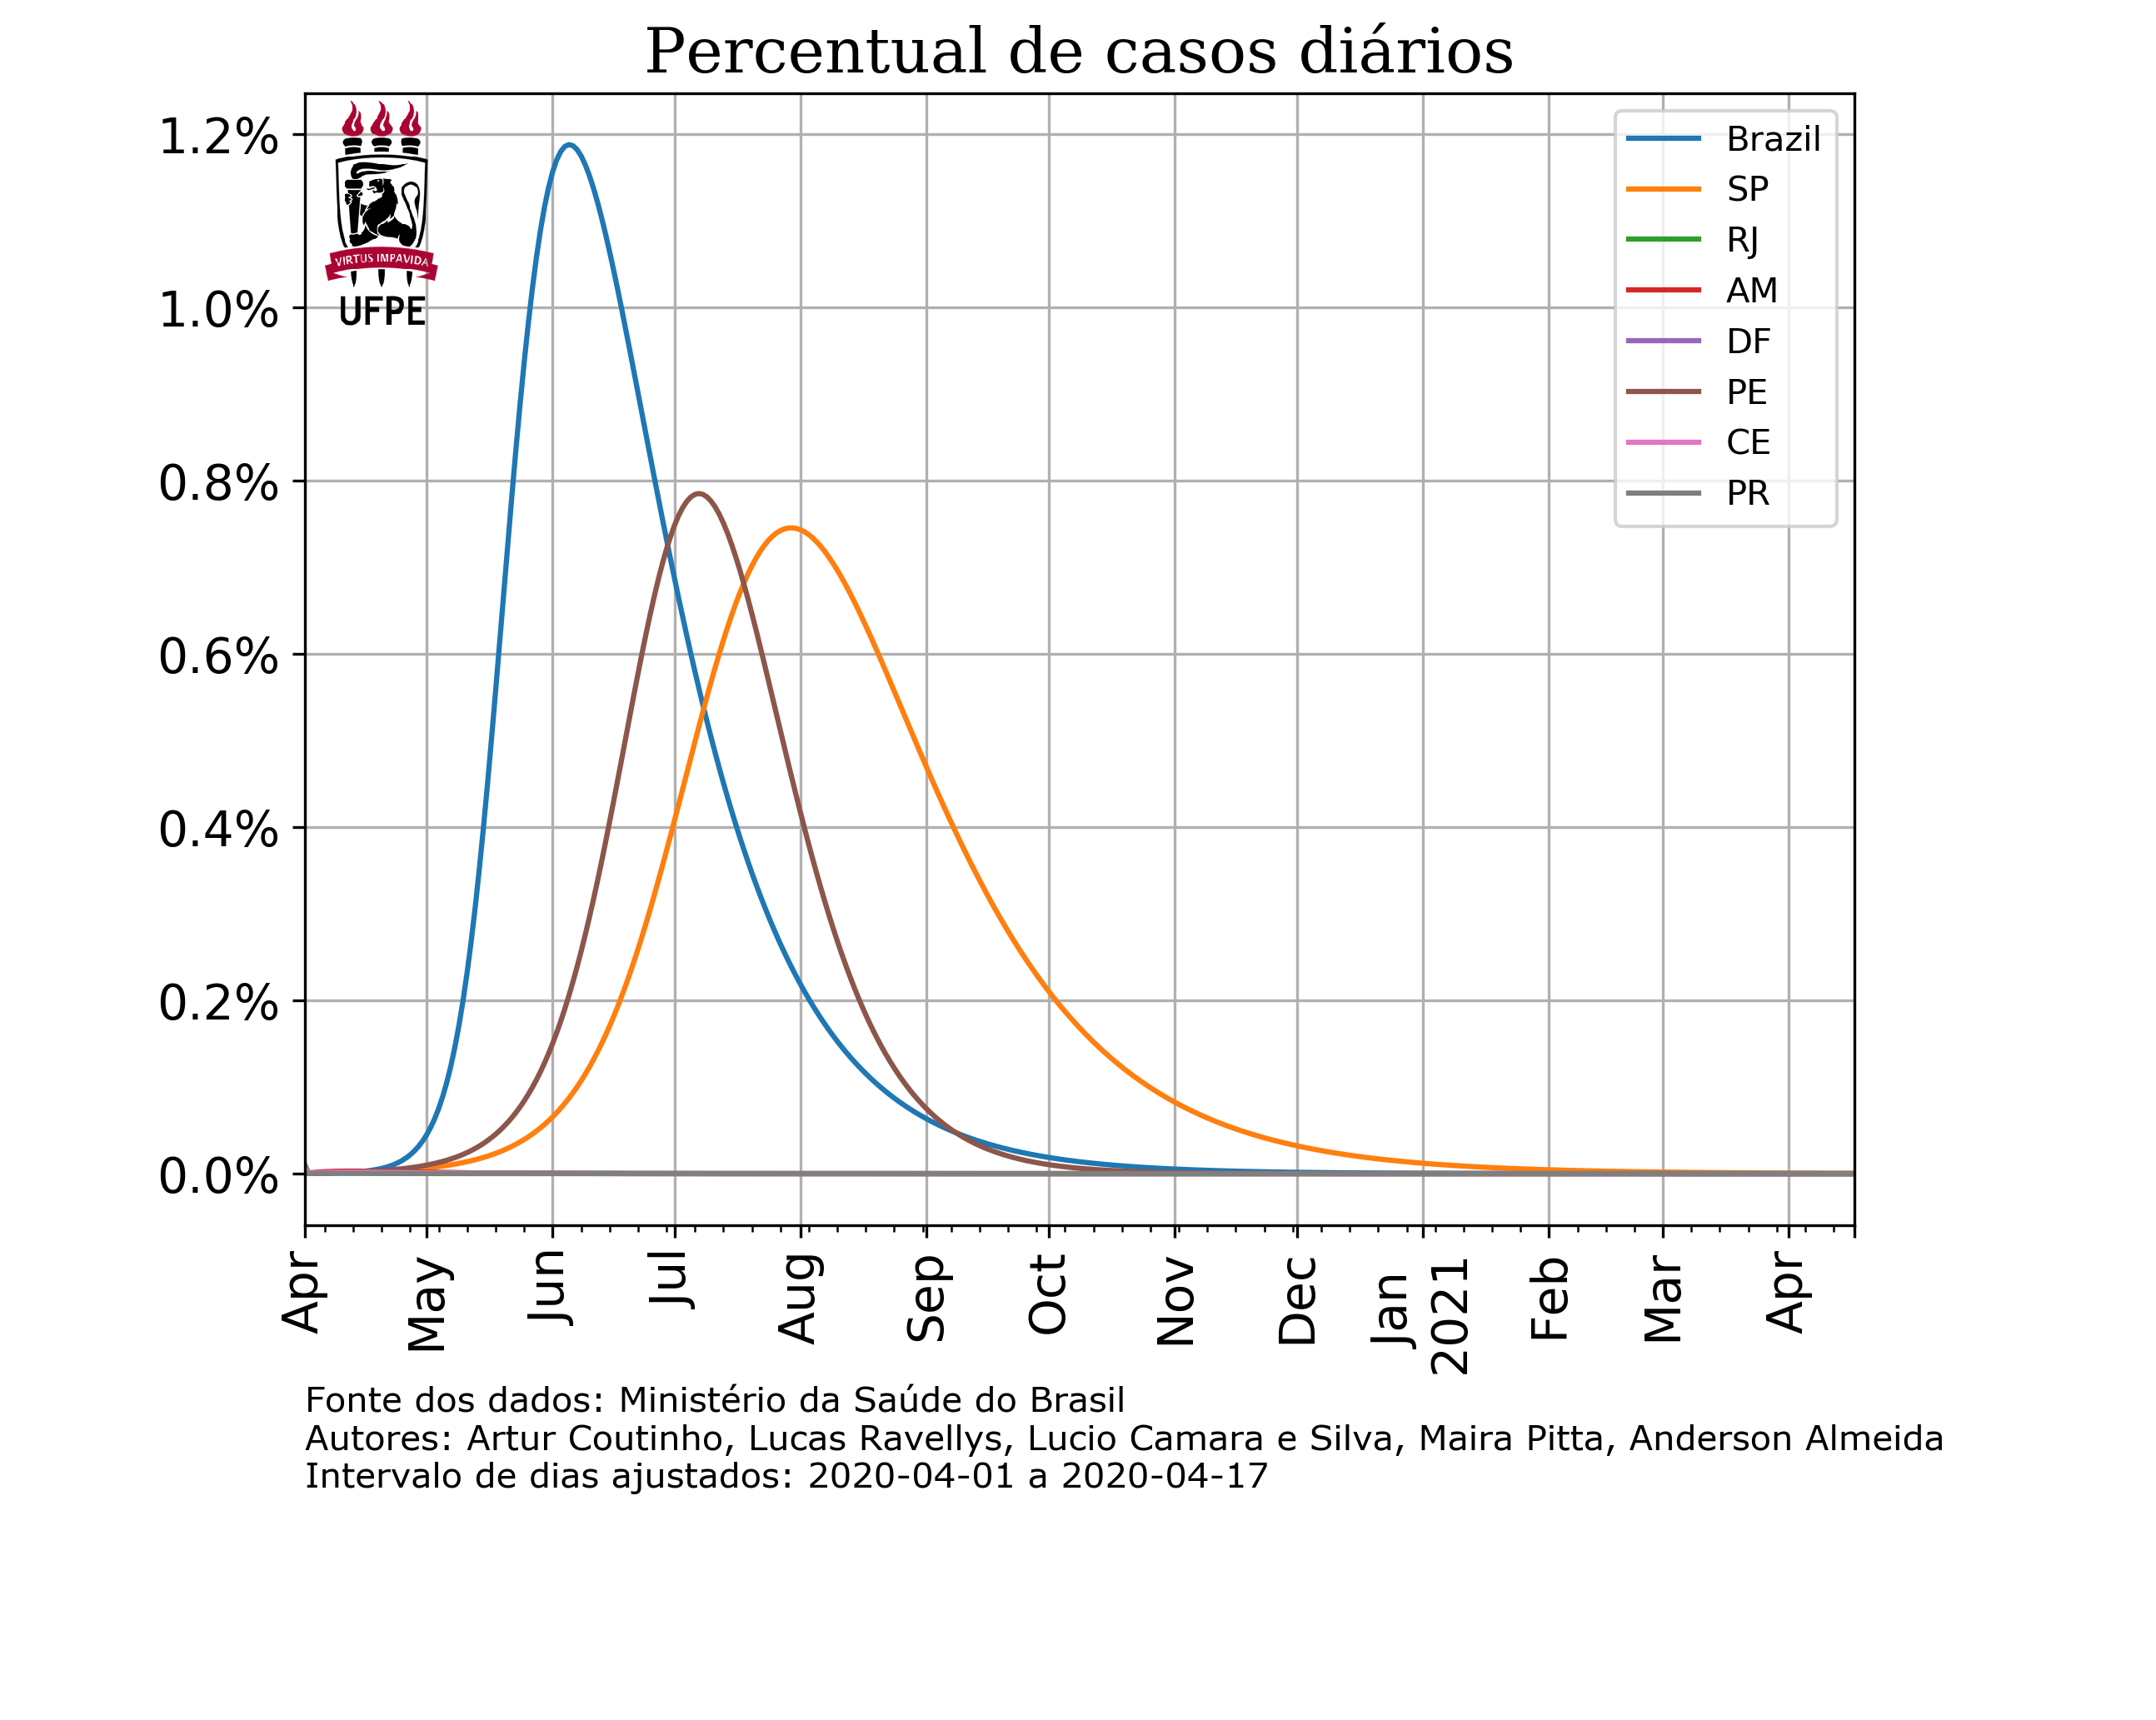 Percentual de casos diários
1.2%
1.0%
0.8%
0.6%
0.4%
0.2%
0.0%
VIRTUS IMPAVIDA
UFPE
Brazil
SP
RJ
AM
DF
PE
CE
PR
Apr
May
Jun
Jul
Aug
Sep
Oct
Nov
Dec
Jan
2021
Feb
Mar
Apr
Fonte dos dados: Ministério da Saúde do Brasil
Autores: Artur Coutinho, Lucas Ravellys, Lucio Camara e Silva, Maira Pitta, Anderson Almeida
Intervalo de dias ajustados: 2020-04-01 a 2020-04-17